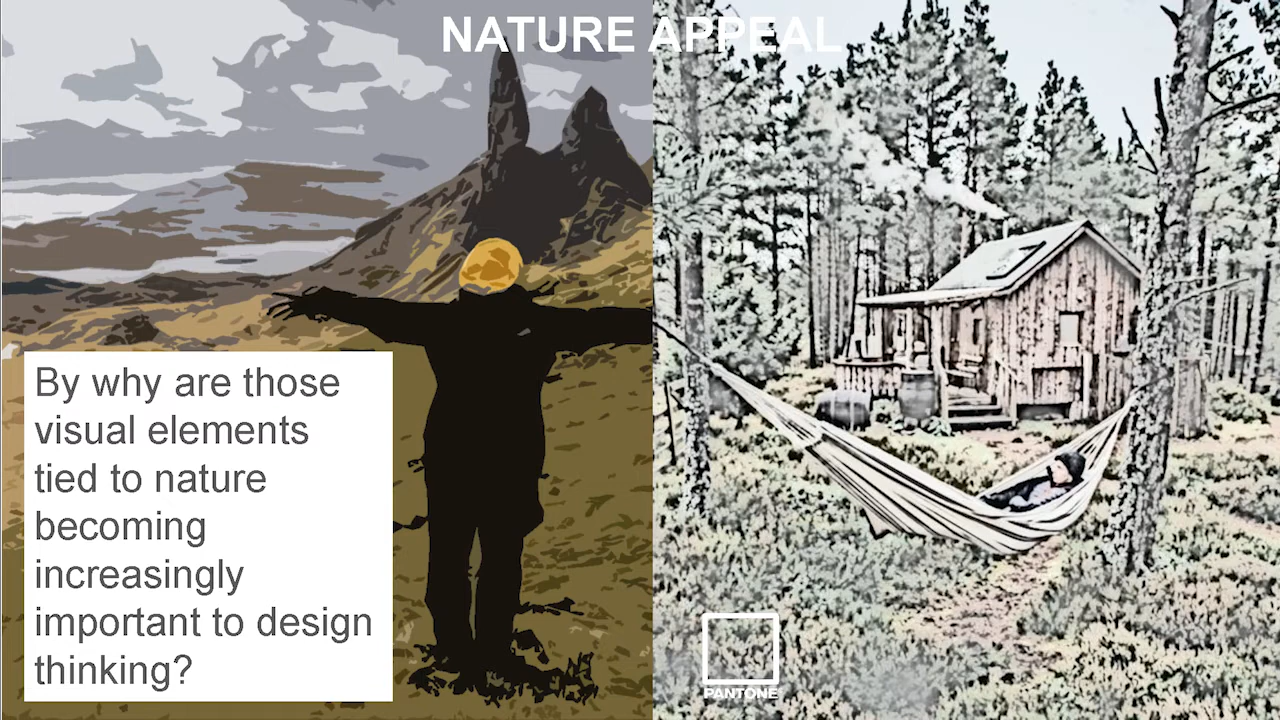 NATURE APPEAL
By why are those
visual elements
tied to nature
becoming
increasingly
important to design
thinking?
PANTONE